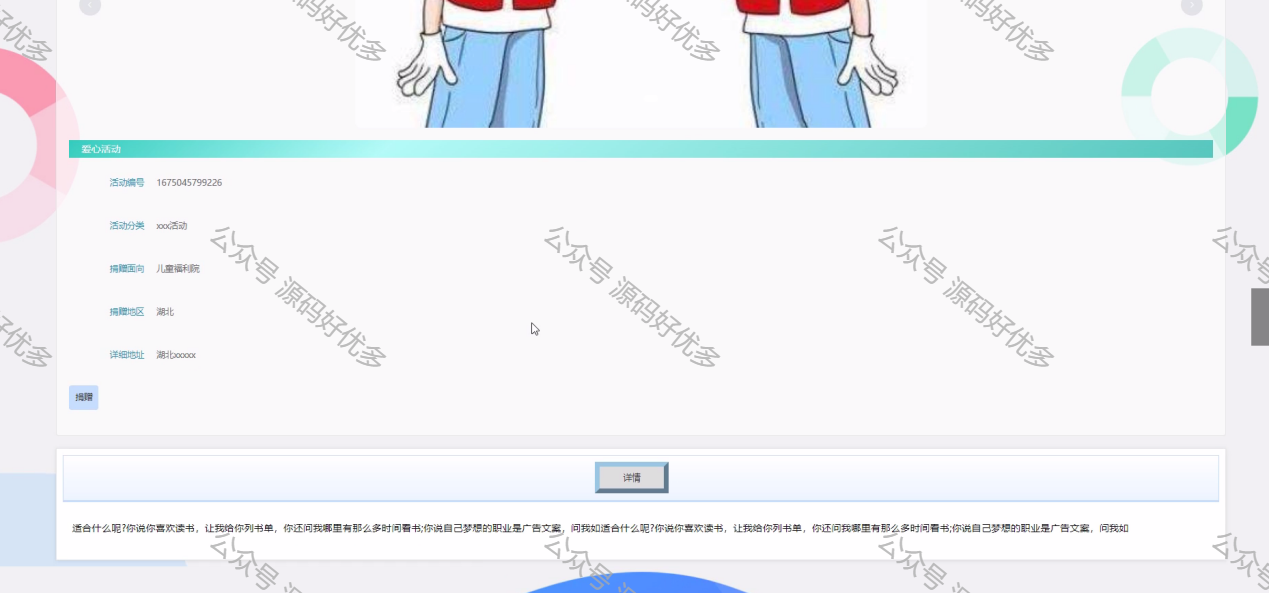 爱心活动
活动编号 1675045799226
活动分类 xxx活动
捐赠面向 儿童福利院
捐赠地区 湖北
详细地址 湖北xxxxx
捐赠
详情
适合什么呢?你说你喜欢读书，让我给你列书单，你还问我哪里有那么多时间看书;你说自己梦想的职业是广告文案，问我如适合什么呢?你说你喜欢读书，让我给你列书单，你还问我哪里有那么多时间看书;你说自己梦想的职业是广告文案，问我如
公众号 源码好优多
公众号 源码好优多
公众号 源码好优多